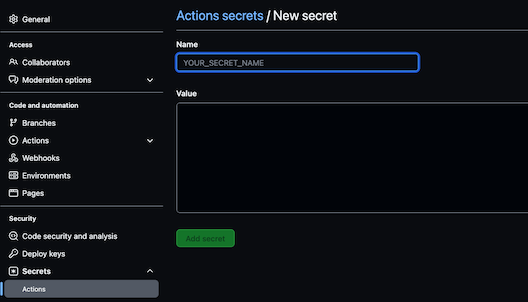 General
Access
Collaborators
Moderation options
Code and automation
Branches
Actions
Webhooks
Environments
Pages
Security
Code security and analysis
Deploy keys
Secrets
Actions
Actions secrets / New secret
Name
YOUR_SECRET_NAME
Value
Add secret